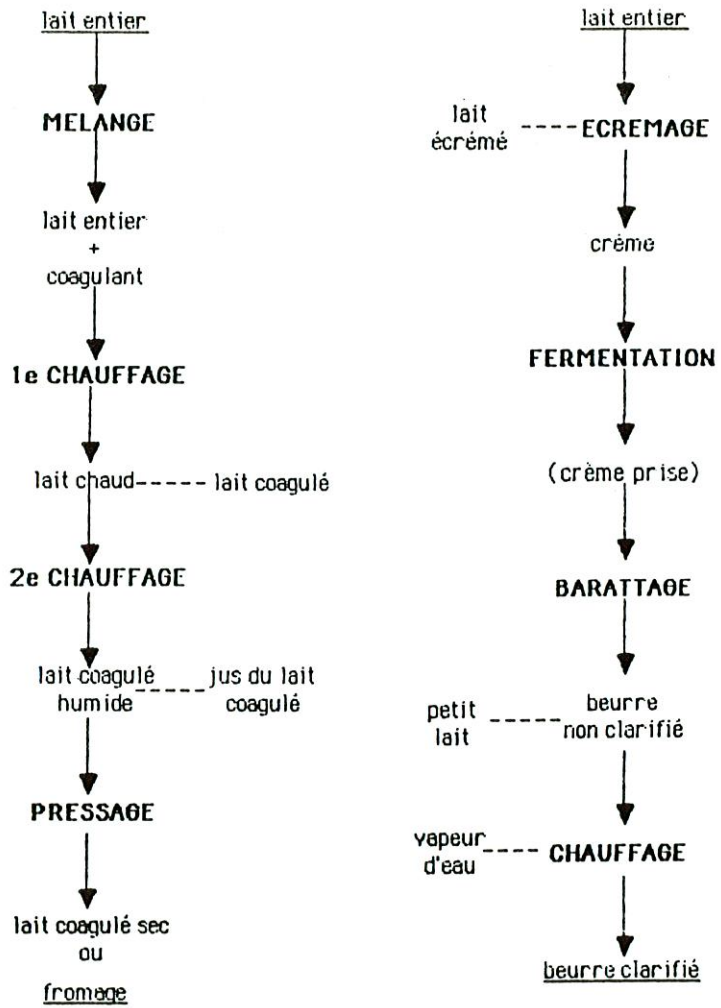 lait entier
MELANGE
lait entier
+
coagulant
1e CHAUFFAGE
lait chaud
lait coagulé
2e CHAUFFAGE
lait coagulé
humide
jus du lait
coagulé
PRESSAGE
lait coagulé sec
ou
fromage
lait entier
lait
écrémé
ECREMAGE
crème
FERMENTATION
(crème prise)
BARATTAGE
petit
lait
beurre
non clarifié
vapeur
d'eau
CHAUFFAGE
beurre clarifié